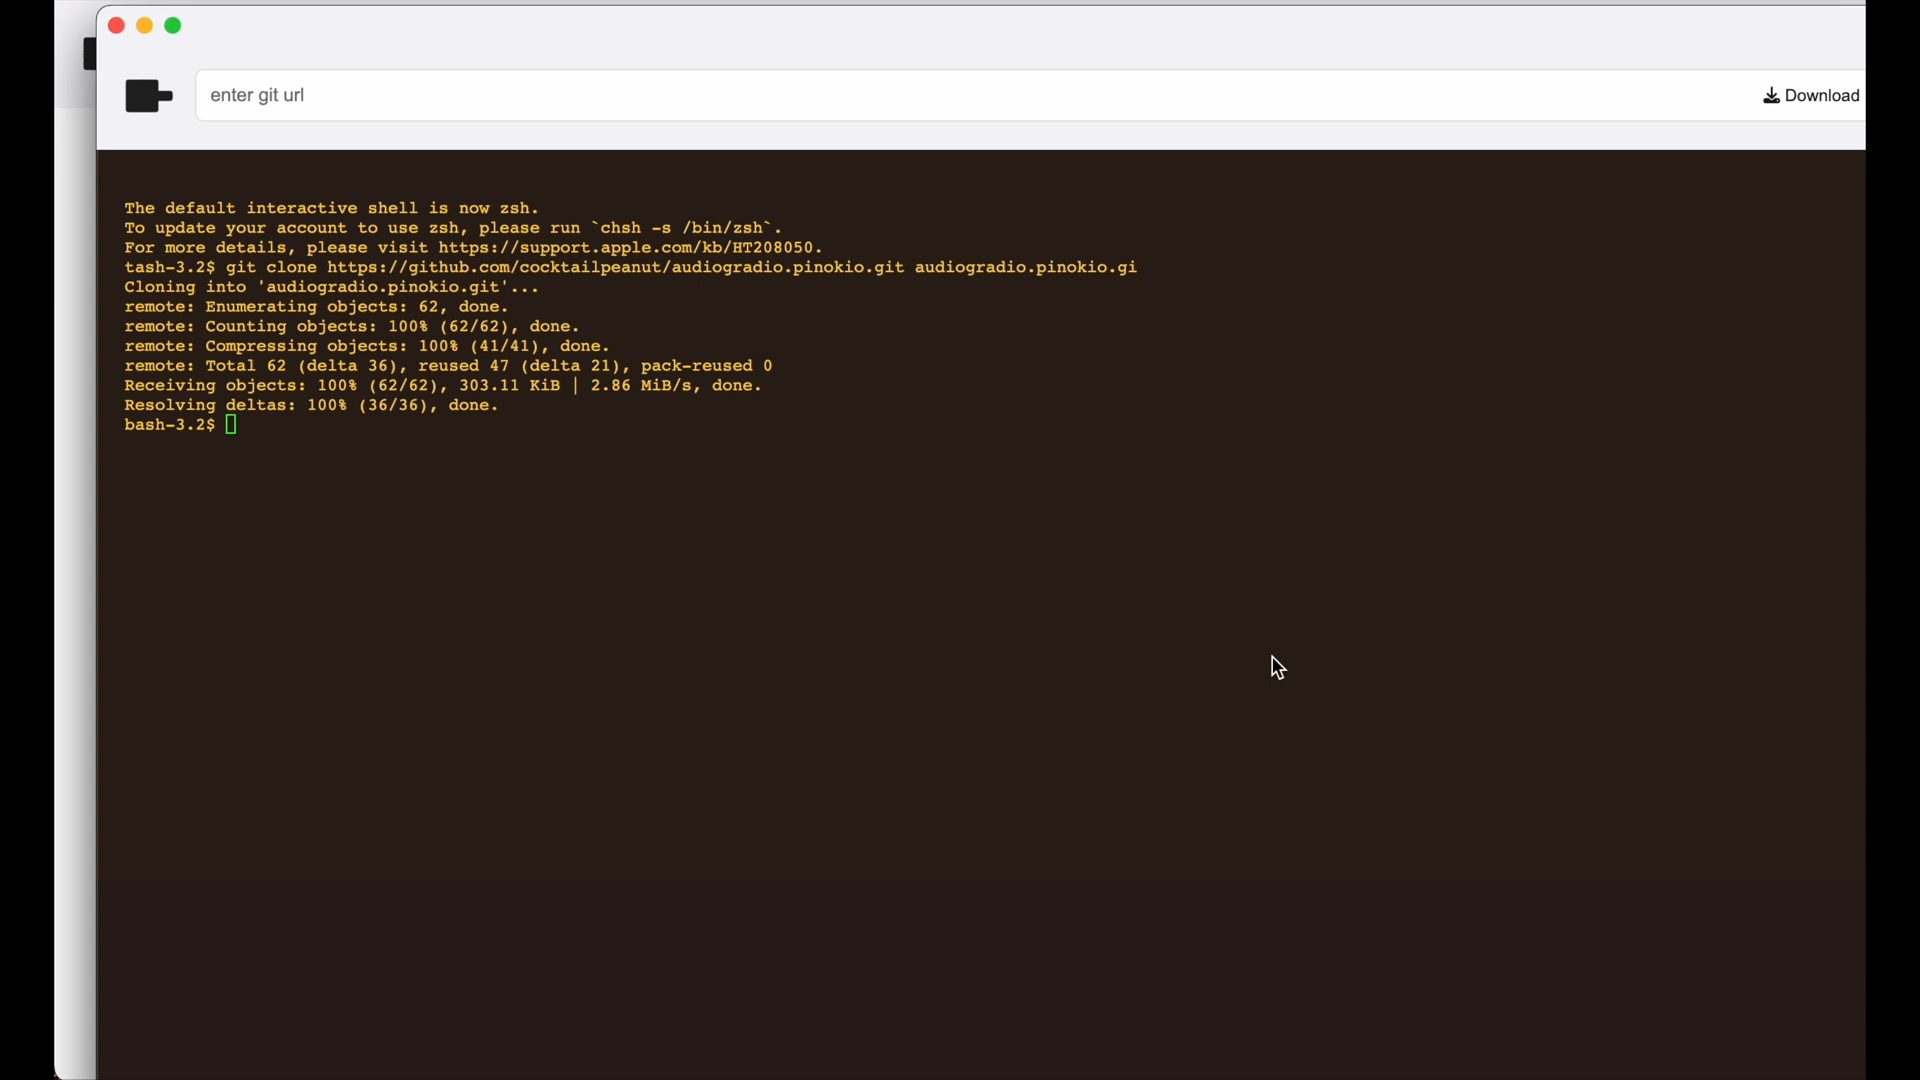 enter git url
Download
The default interactive shell is now zsh.
To update your account to use zsh, please run `chsh -s /bin/zsh`.
For more details, please visit https://support.apple.com/kb/HT208050.
tash-3.2$ git clone https://github.com/cocktailpeanut/audiogradio.pinokio.git audiogradio.pinokio.gi
Cloning into 'audiogradio.pinokio.git'...
remote: Enumerating objects: 62, done.
remote: Counting objects: 100% (62/62), done.
remote: Compressing objects: 100% (41/41), done.
remote: Total 62 (delta 36), reused 47 (delta 21), pack-reused 0
Receiving objects: 100% (62/62), 303.11 KiB | 2.86 MiB/s, done.
Resolving deltas: 100% (36/36), done.
bash-3.2$